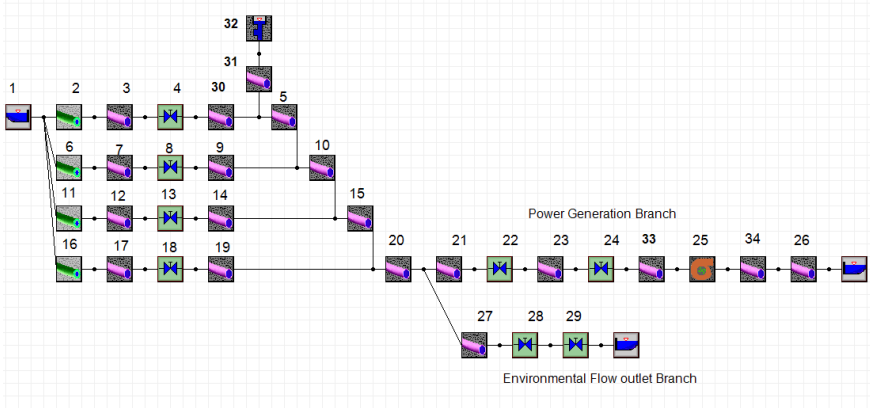 32
31
1 2 3 4 30 5
6 7 8 9 10
11 12 13 14 15
Power Generation Branch
16 17 18 19 20 21 22 23 24 33 25 34 26
27 28 29
Environmental Flow outlet Branch